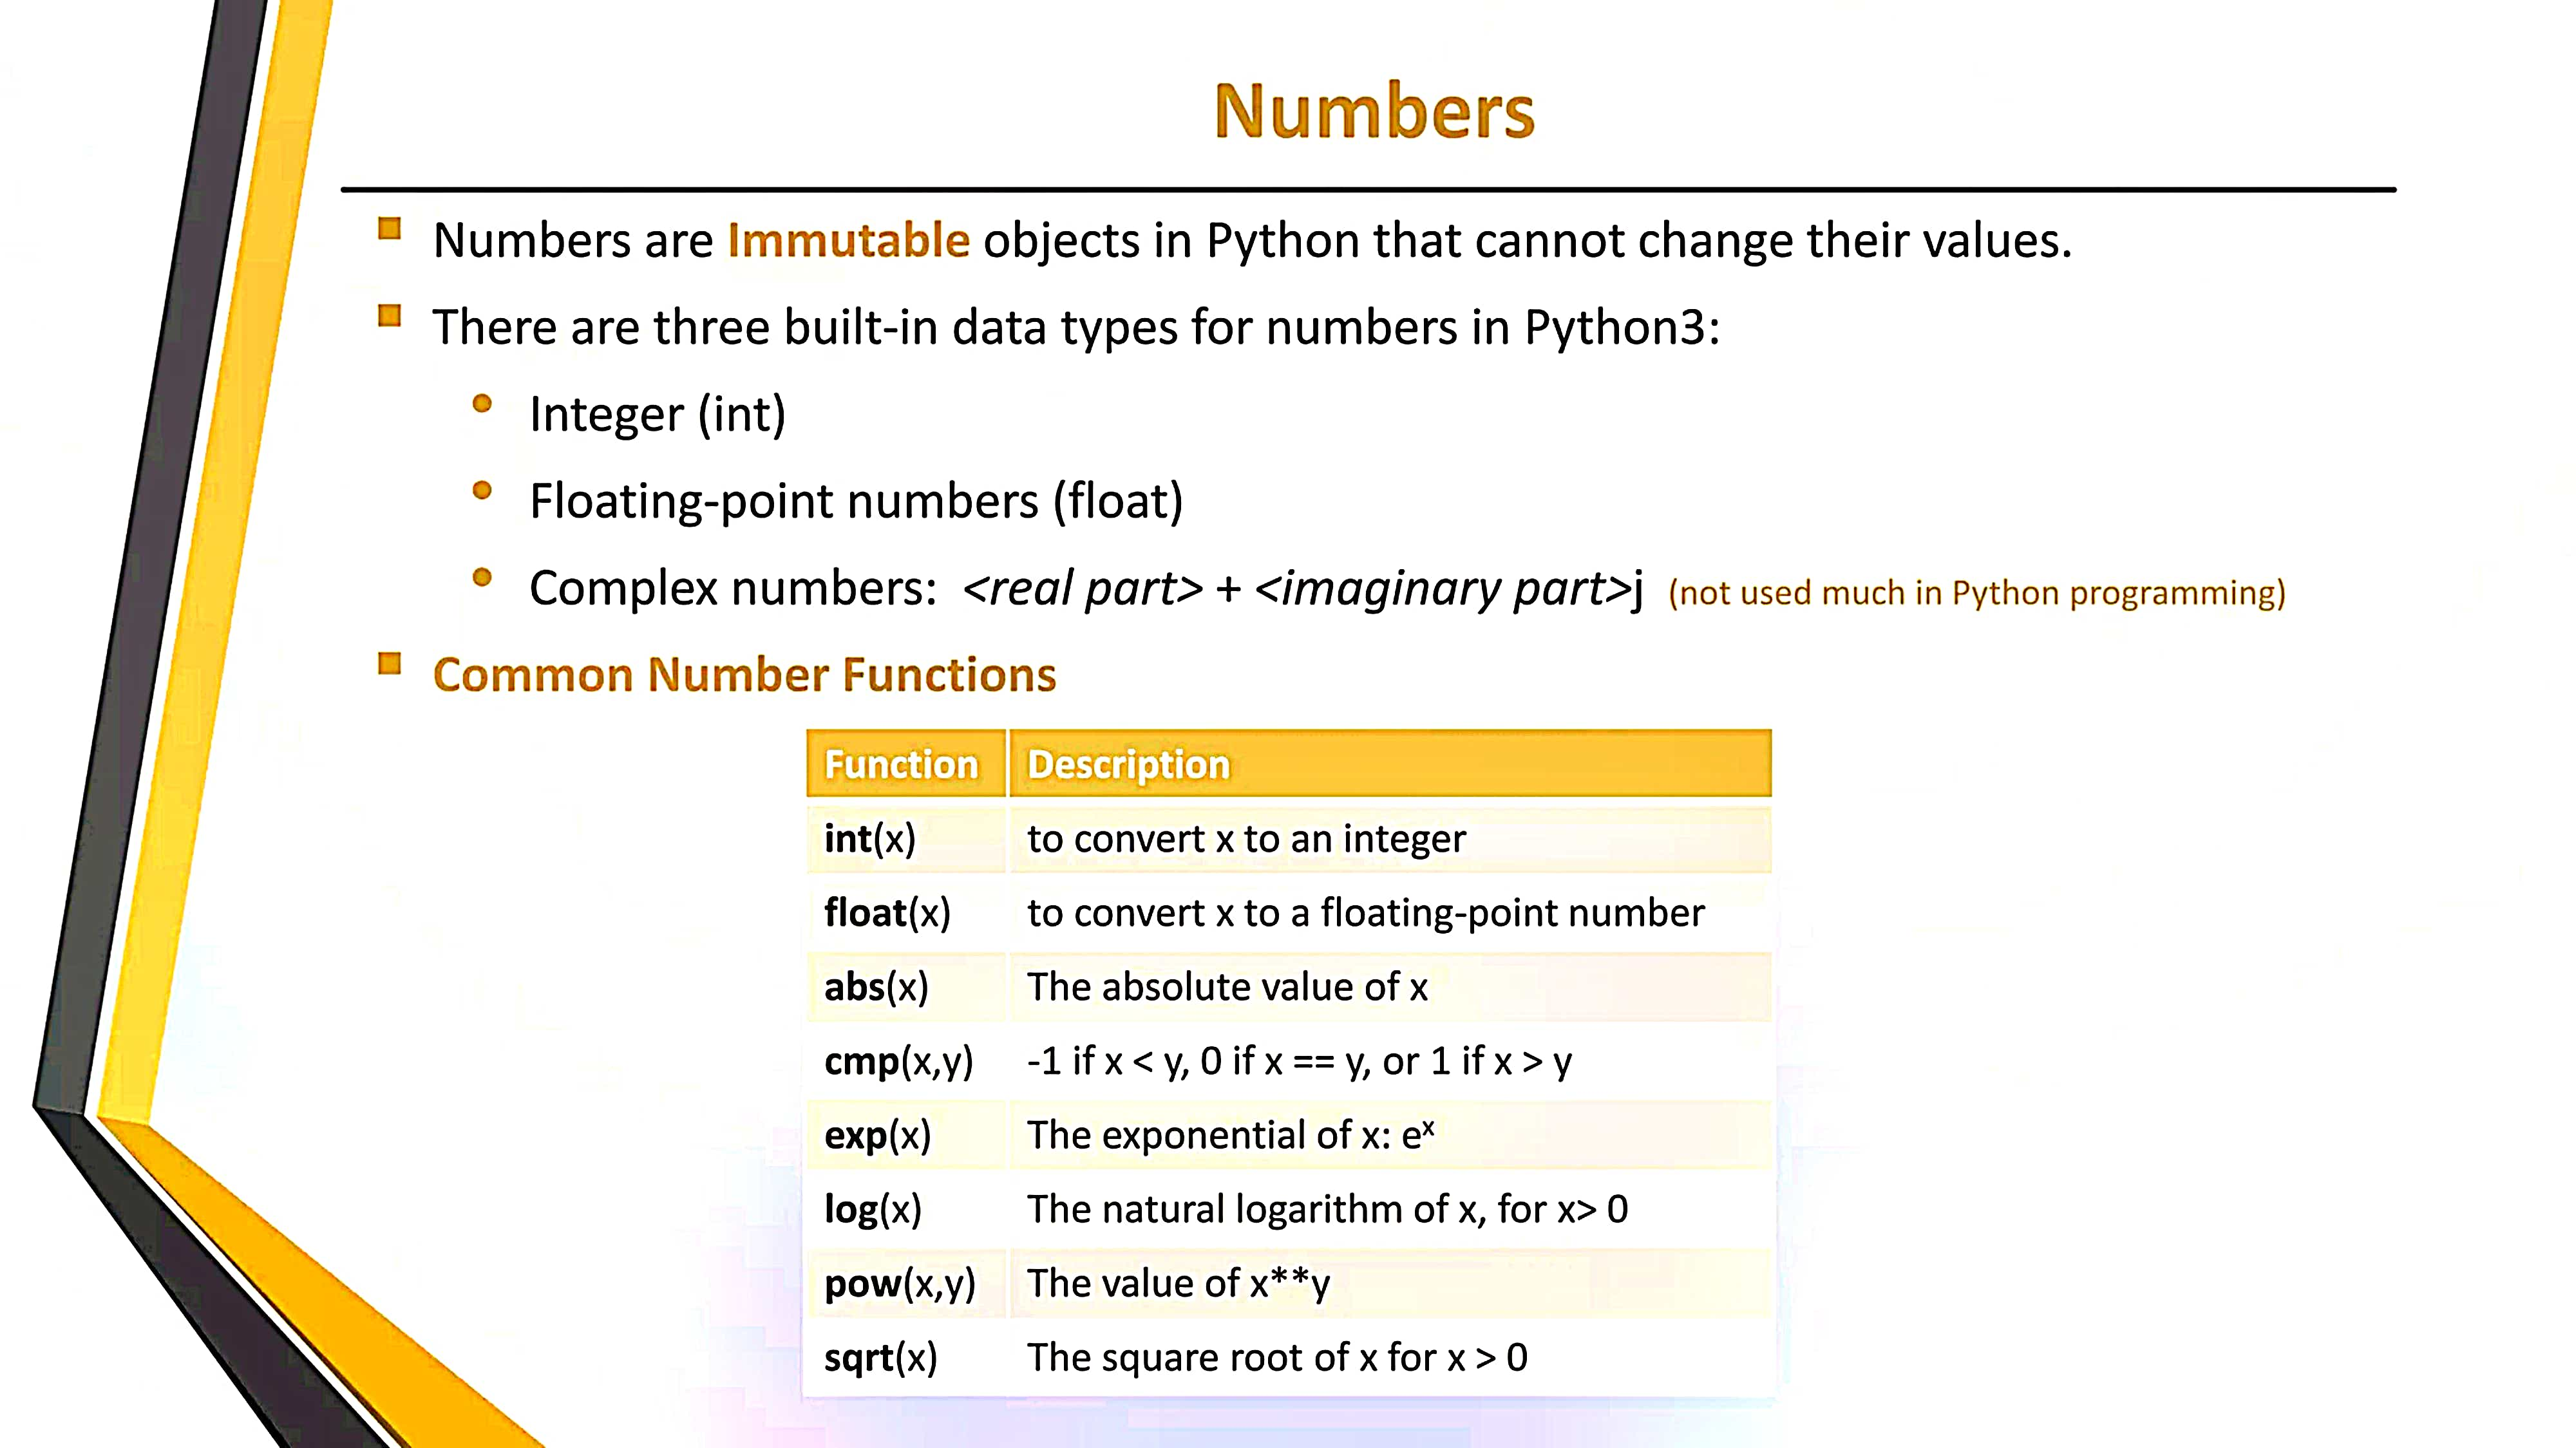 Numbers
Numbers are Immutable objects in Python that cannot change their values.
There are three built-in data types for numbers in Python3:
Integer (int)
Floating-point numbers (float)
Complex numbers: <real part> + <imaginary part>j (not used much in Python programming)
Common Number Functions
Function Description
int(x) to convert x to an integer
float(x) to convert x to a floating-point number
abs(x) The absolute value of x
cmp(x,y) -1 if x < y, 0 if x == y, or 1 if x > y
exp(x) The exponential of x: eˣ
log(x) The natural logarithm of x, for x> 0
pow(x,y) The value of x**y
sqrt(x) The square root of x for x > 0